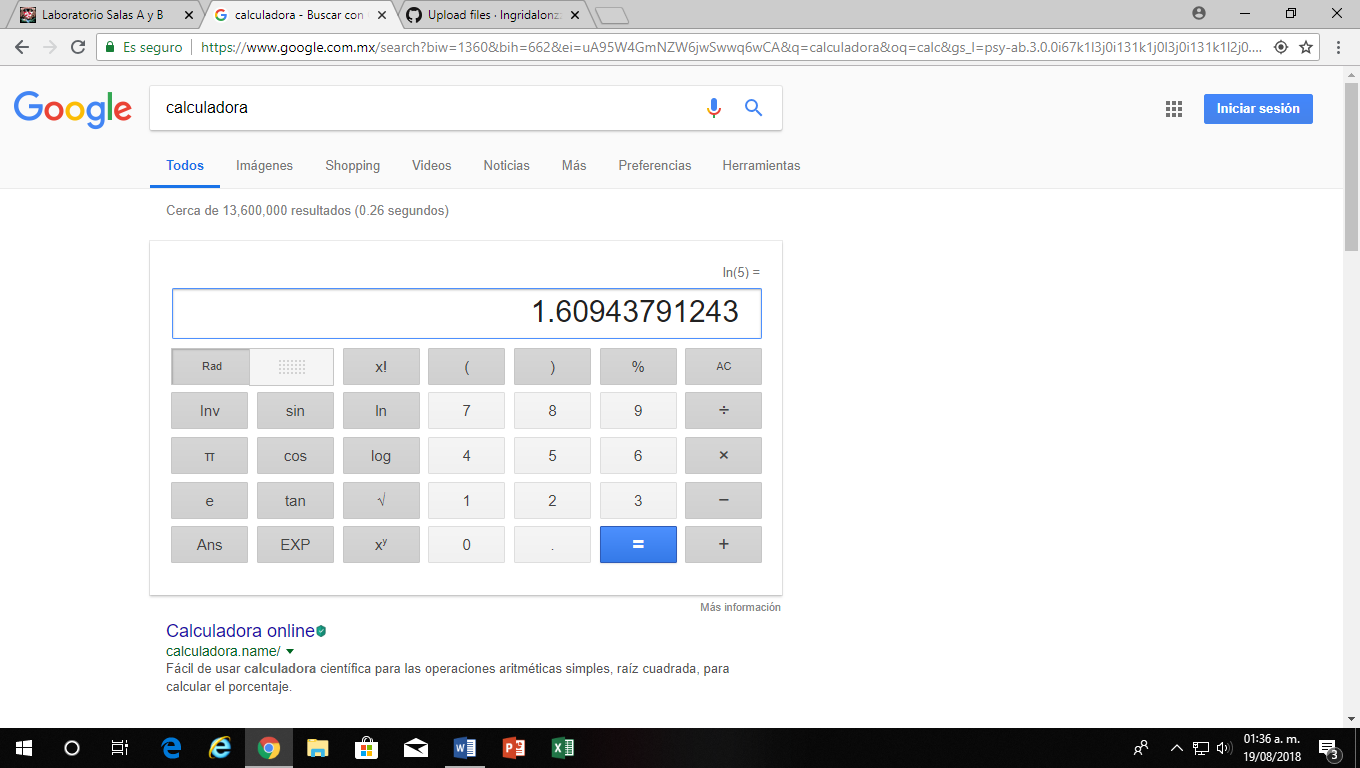 Laboratorio Salas A y B
calculadora - Buscar con
Upload files · Ingridalonz
Es seguro
https://www.google.com.mx/search?biw=1360&bih=662&ei=uA95W4GmNZW6jwSwwq6wCA&q=calculadora&oq=calc&gs_l=psy-ab.3.0.0i67k1l3j0i131k1j0l3j0i131k1l2j0....
Google
calculadora
Iniciar sesión
Todos Imágenes Shopping Videos Noticias Más Preferencias Herramientas
Cerca de 13,600,000 resultados (0.26 segundos)
ln(5) =
1.60943791243
Rad x! ( ) % AC
Inv sin ln 7 8 9 ÷
π cos log 4 5 6 ×
e tan √ 1 2 3 −
Ans EXP xʸ 0 . = +
Más información
Calculadora online
calculadora.name/
Fácil de usar calculadora científica para las operaciones aritméticas simples, raíz cuadrada, para
calcular el porcentaje.
01:36 a. m.
19/08/2018
3